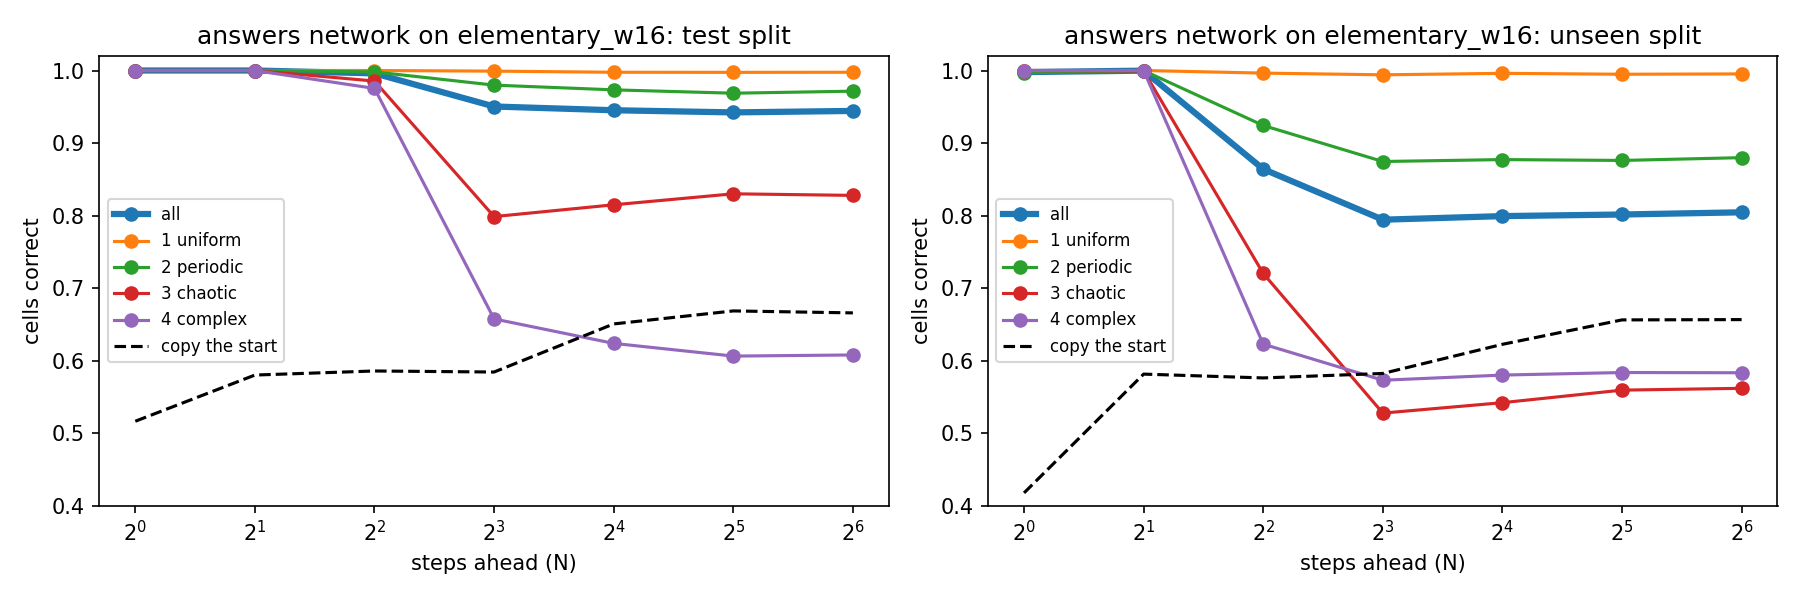 answers network on elementary_w16: test split
cells correct
1.0
0.9
0.8
0.7
0.6
0.5
0.4
all
1 uniform
2 periodic
3 chaotic
4 complex
copy the start
2⁰ 2¹ 2² 2³ 2⁴ 2⁵ 2⁶
steps ahead (N)
answers network on elementary_w16: unseen split
cells correct
1.0
0.9
0.8
0.7
0.6
0.5
0.4
all
1 uniform
2 periodic
3 chaotic
4 complex
copy the start
2⁰ 2¹ 2² 2³ 2⁴ 2⁵ 2⁶
steps ahead (N)